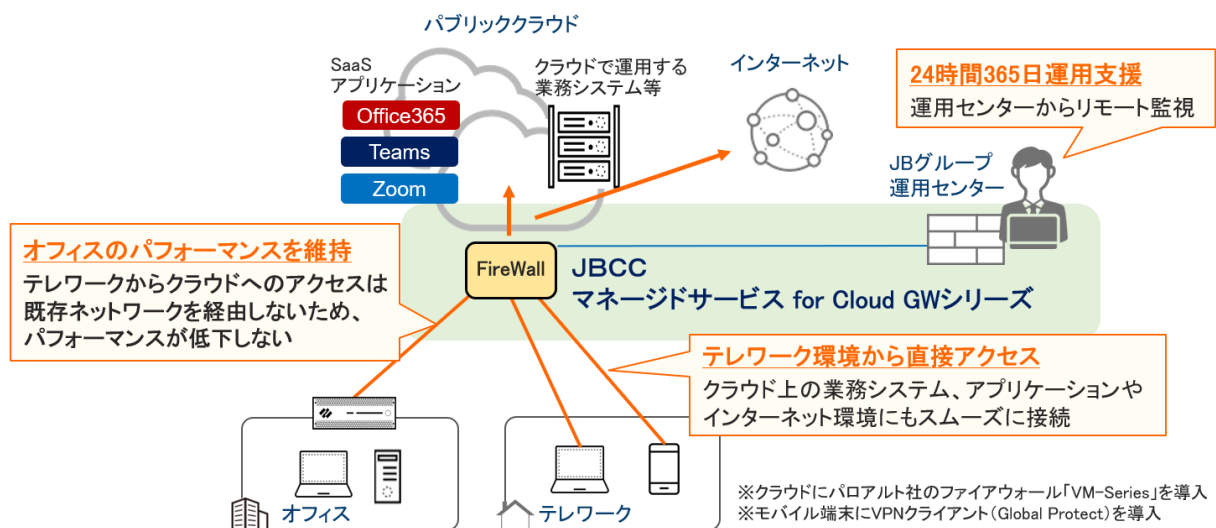 パブリッククラウド
SaaS
アプリケーション
Office365
Teams
Zoom
クラウドで運用する
業務システム等
インターネット
24時間365日運用支援
運用センターからリモート監視
JBグループ
運用センター
オフィスのパフォーマンスを維持
テレワークからクラウドへのアクセスは
既存ネットワークを経由しないため、
パフォーマンスが低下しない
FireWall
JBCC
マネージドサービス for Cloud GWシリーズ
テレワーク環境から直接アクセス
クラウド上の業務システム、アプリケーションや
インターネット環境にもスムーズに接続
オフィス
テレワーク
※クラウドにパロアルト社のファイアウォール「VM-Series」を導入
※モバイル端末にVPNクライアント(Global Protect)を導入